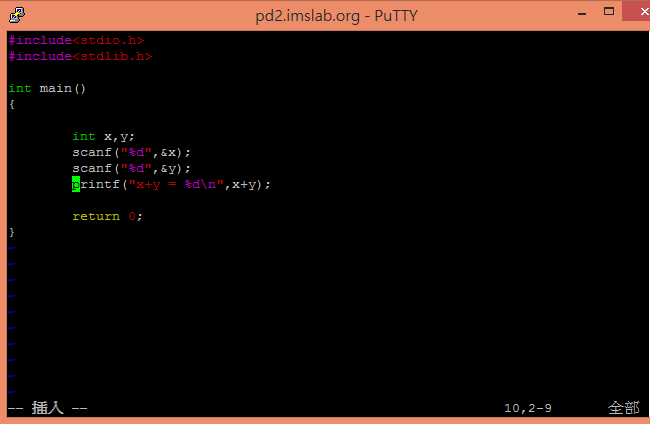 pd2.imslab.org - PuTTY
#include<stdio.h>
#include<stdlib.h>
int main()
{
int x,y;
scanf("%d",&x);
scanf("%d",&y);
printf("x+y = %d\n",x+y);
return 0;
}
~
~
~
~
~
~
~
~
~
~
-- 插入 -- 10,2-9 全部